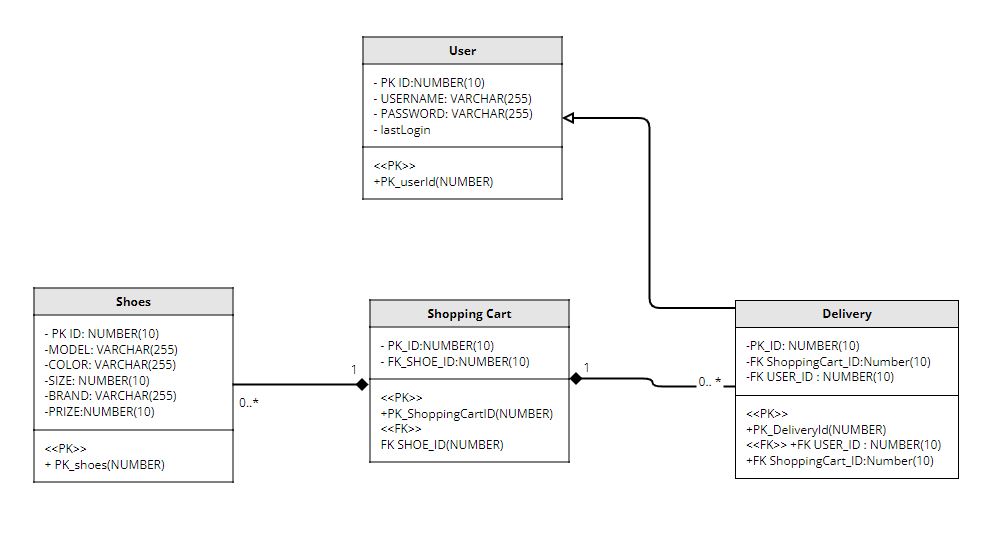 User
- PK ID:NUMBER(10)
- USERNAME: VARCHAR(255)
- PASSWORD: VARCHAR(255)
- lastLogin
<<PK>>
+PK_userId(NUMBER)
Shoes
- PK ID: NUMBER(10)
-MODEL: VARCHAR(255)
-COLOR: VARCHAR(255)
-SIZE: NUMBER(10)
-BRAND: VARCHAR(255)
-PRIZE:NUMBER(10)
<<PK>>
+ PK_shoes(NUMBER)
1
0..*
Shopping Cart
- PK_ID:NUMBER(10)
- FK_SHOE_ID:NUMBER(10)
<<PK>>
+PK_ShoppingCartID(NUMBER)
<<FK>>
FK SHOE_ID(NUMBER)
1
0.. *
Delivery
-PK_ID: NUMBER(10)
-FK ShoppingCart_ID:Number(10)
-FK USER_ID : NUMBER(10)
<<PK>>
+PK_DeliveryId(NUMBER)
<<FK>> +FK USER_ID : NUMBER(10)
+FK ShoppingCart_ID:Number(10)